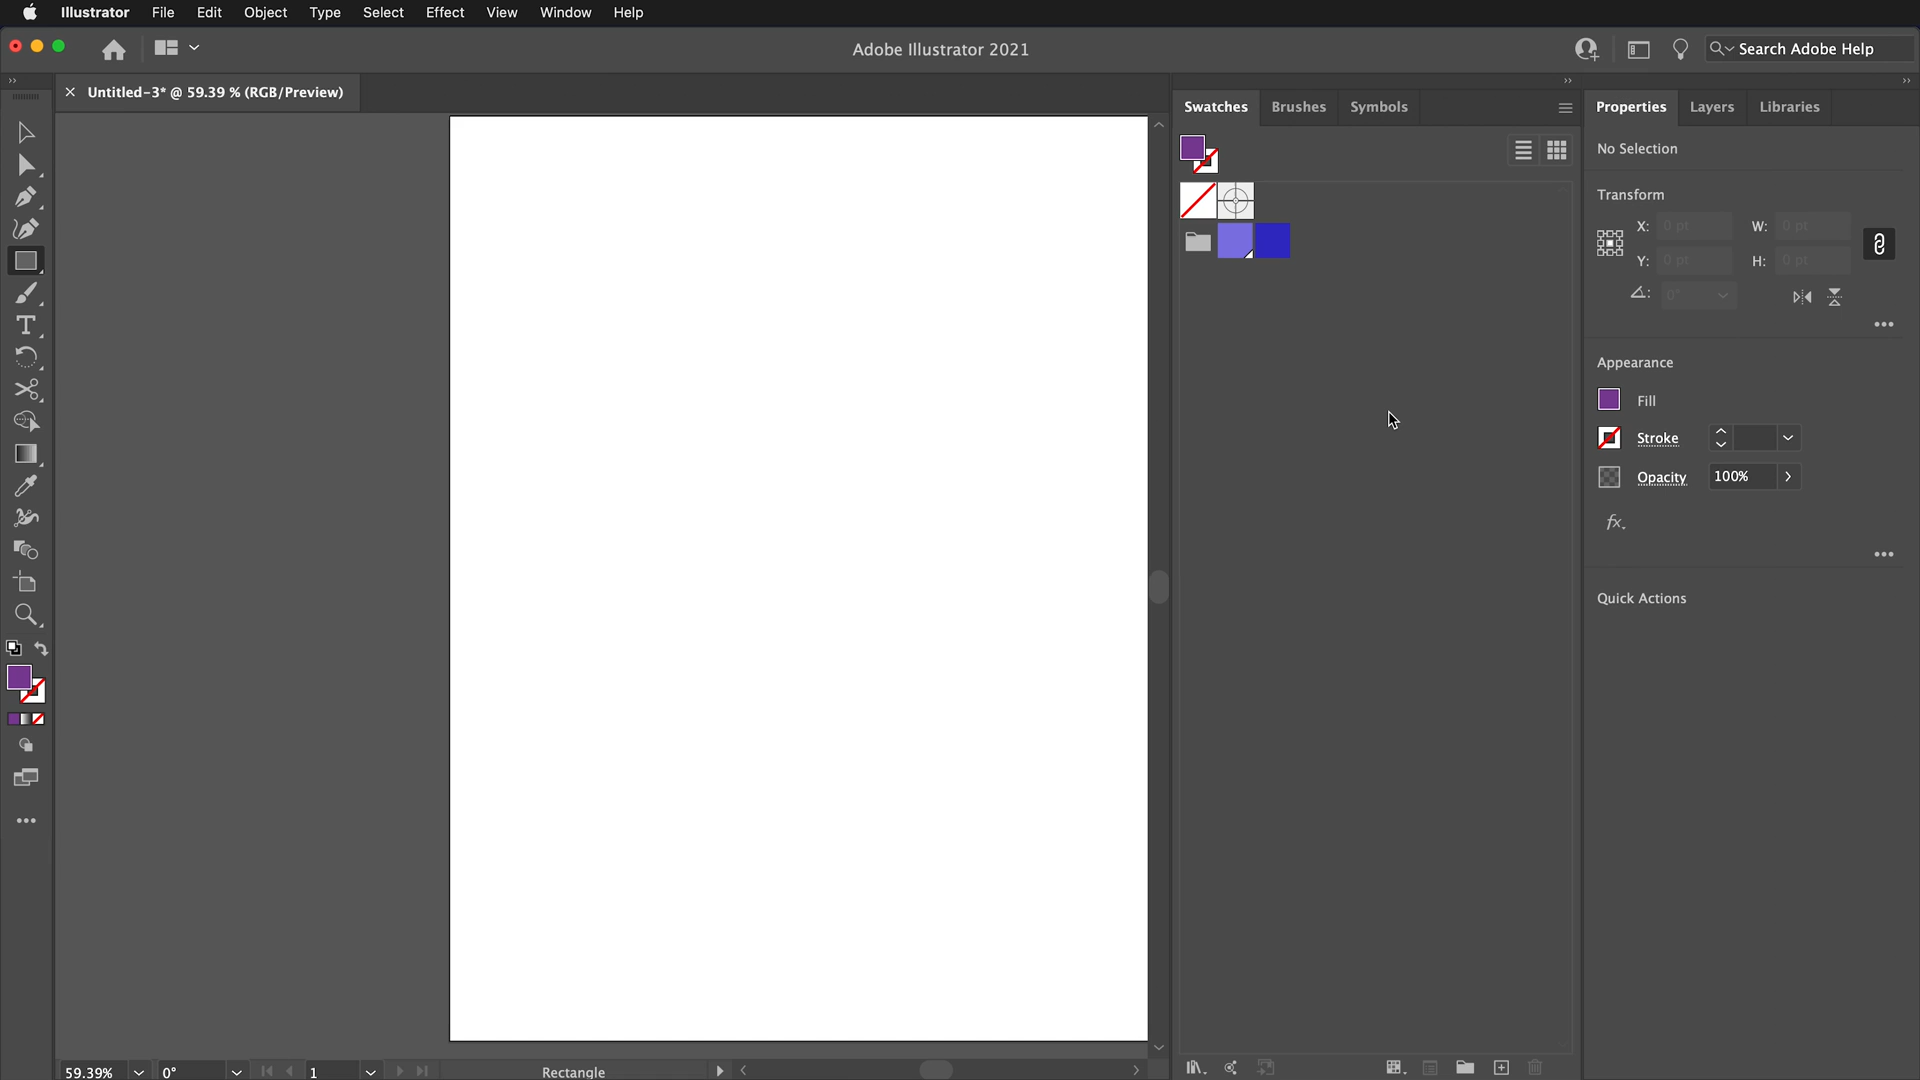 Illustrator File Edit Object Type Select Effect View Window Help
Adobe Illustrator 2021
Search Adobe Help
Untitled-3* @ 59.39 % (RGB/Preview)
Swatches Brushes Symbols
Properties Layers Libraries
No Selection
Transform
X: 0 pt W: 0 pt
Y: 0 pt H: 0 pt
0°
Appearance
Fill
Stroke
Opacity 100%
fx
Quick Actions
59.39% 0° 1 Rectangle